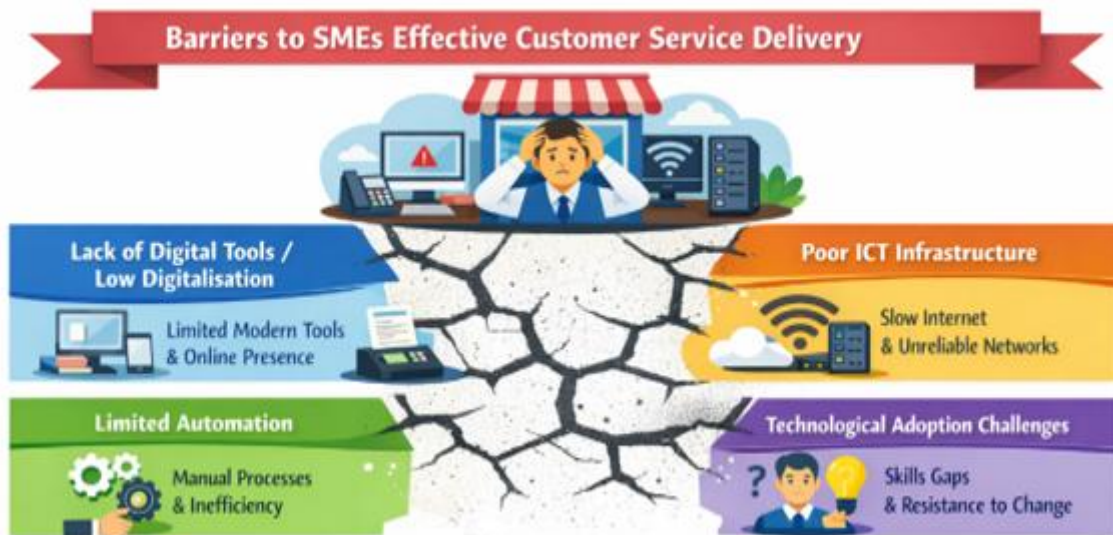 Barriers to SMEs Effective Customer Service Delivery
Lack of Digital Tools /
Low Digitalisation
Limited Modern Tools
& Online Presence
Poor ICT Infrastructure
Slow Internet
& Unreliable Networks
Limited Automation
Manual Processes
& Inefficiency
Technological Adoption Challenges
?
Skills Gaps
& Resistance to Change